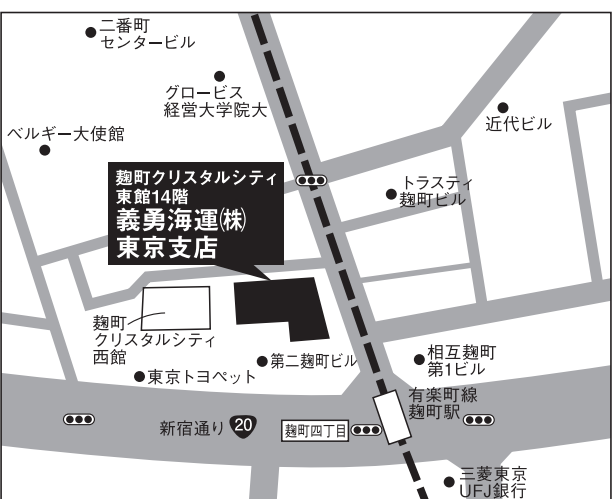 二番町
センタービル
グロービス
経営大学院大
近代ビル
ベルギー大使館
麹町クリスタルシティ
東館14階
義勇海運㈱
東京支店
トラスティ
麹町ビル
麹町
クリスタルシティ
西館
第二麹町ビル
相互麹町
第1ビル
東京トヨペット
有楽町線
麹町駅
新宿通り
20
麹町四丁目
三菱東京
UFJ銀行